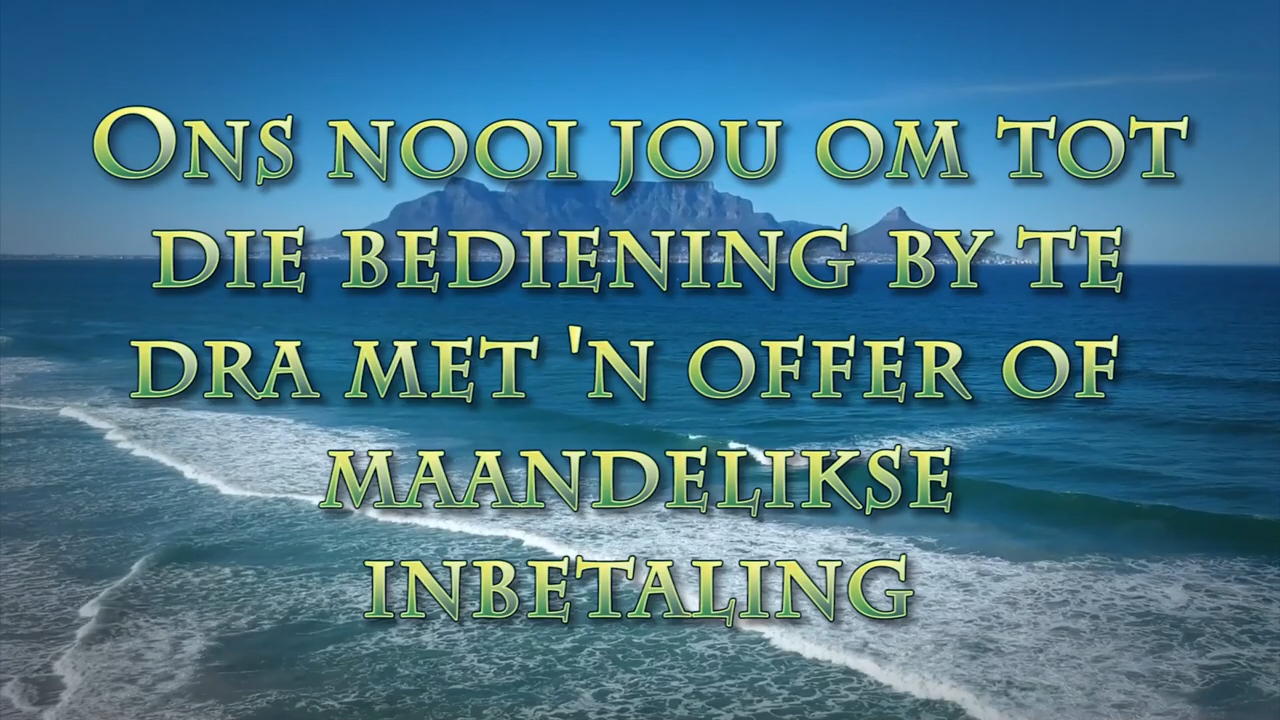 Ons nooi jou om tot
die bediening by te
dra met 'n offer of
maandelikse
inbetaling